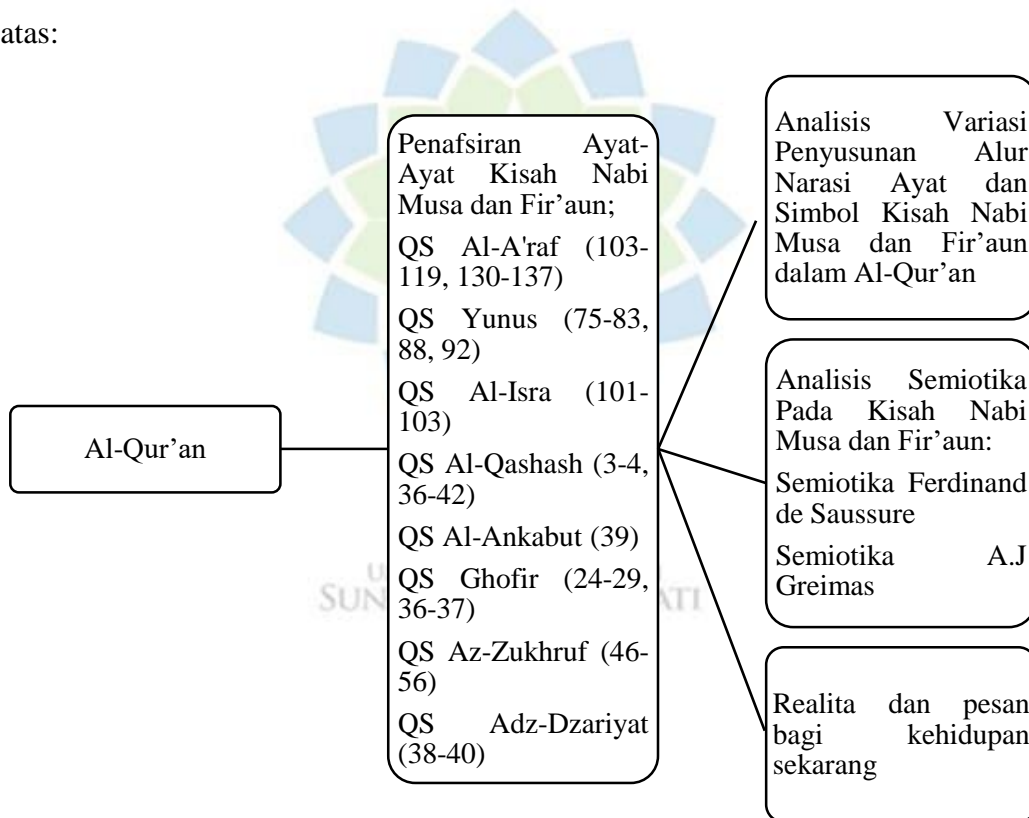 atas:
Al-Qur’an
Penafsiran Ayat-
Ayat Kisah Nabi
Musa dan Fir’aun;
QS Al-A'raf (103-
119, 130-137)
QS Yunus (75-83,
88, 92)
QS Al-Isra (101-
103)
QS Al-Qashash (3-4,
36-42)
QS Al-Ankabut (39)
QS Ghofir (24-29,
36-37)
QS Az-Zukhruf (46-
56)
QS Adz-Dzariyat
(38-40)
Analisis Variasi
Penyusunan Alur
Narasi Ayat dan
Simbol Kisah Nabi
Musa dan Fir’aun
dalam Al-Qur’an
Analisis Semiotika
Pada Kisah Nabi
Musa dan Fir’aun:
Semiotika Ferdinand
de Saussure
Semiotika A.J
Greimas
Realita dan pesan
bagi kehidupan
sekarang